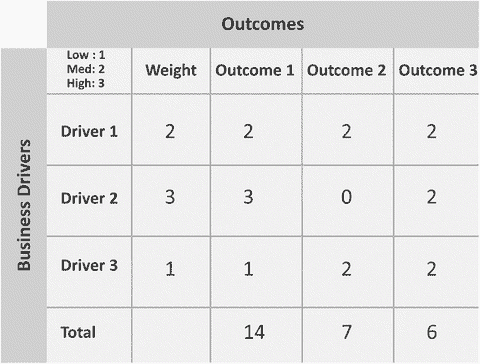 Outcomes
Business Drivers
Low : 1
Med: 2
High: 3
Weight Outcome 1 Outcome 2 Outcome 3
Driver 1 2 2 2 2
Driver 2 3 3 0 2
Driver 3 1 1 2 2
Total 14 7 6